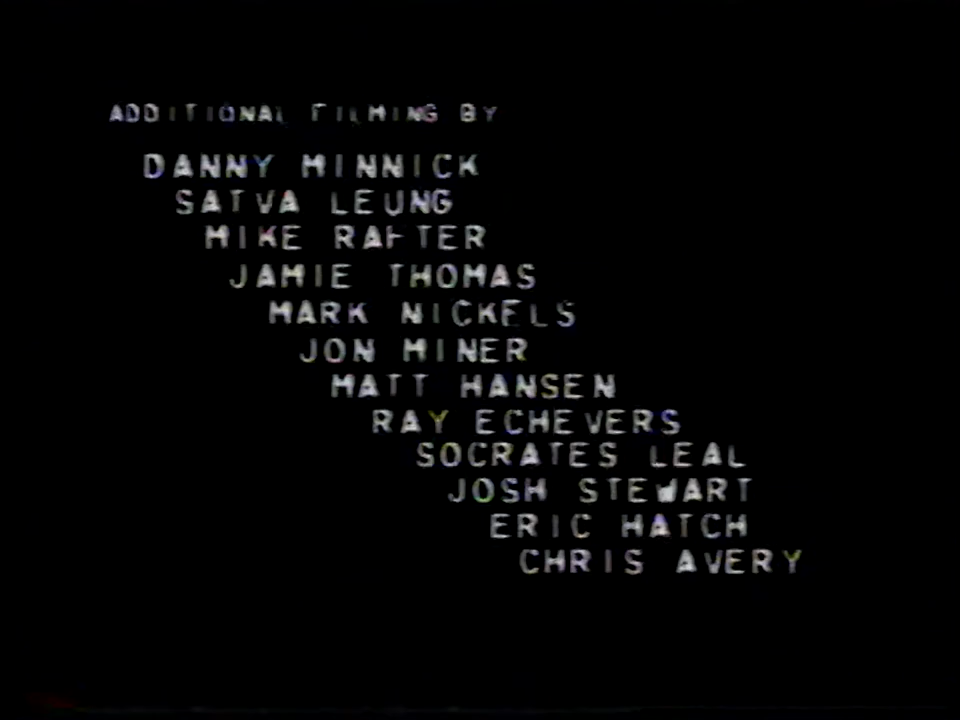 ADDITIONAL FILMING BY
DANNY MINNICK
SATVA LEUNG
MIKE RAFTER
JAMIE THOMAS
MARK NICKELS
JON MINER
MATT HANSEN
RAY ECHEVERS
SOCRATES LEAL
JOSH STEWART
ERIC HATCH
CHRIS AVERY